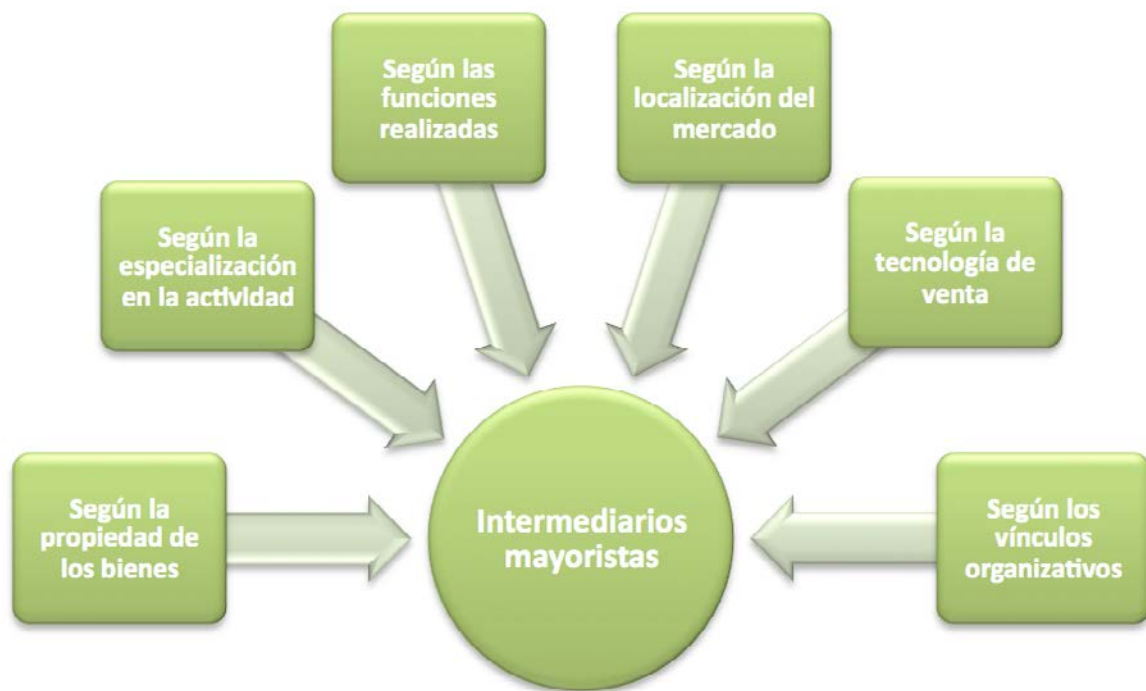 Según las
funciones
realizadas
Según la
localización del
mercado
Según la
especialización
en la actividad
Según la
tecnología de
venta
Según la
propiedad de
los bienes
Intermediarios
mayoristas
Según los
vínculos
organizativos